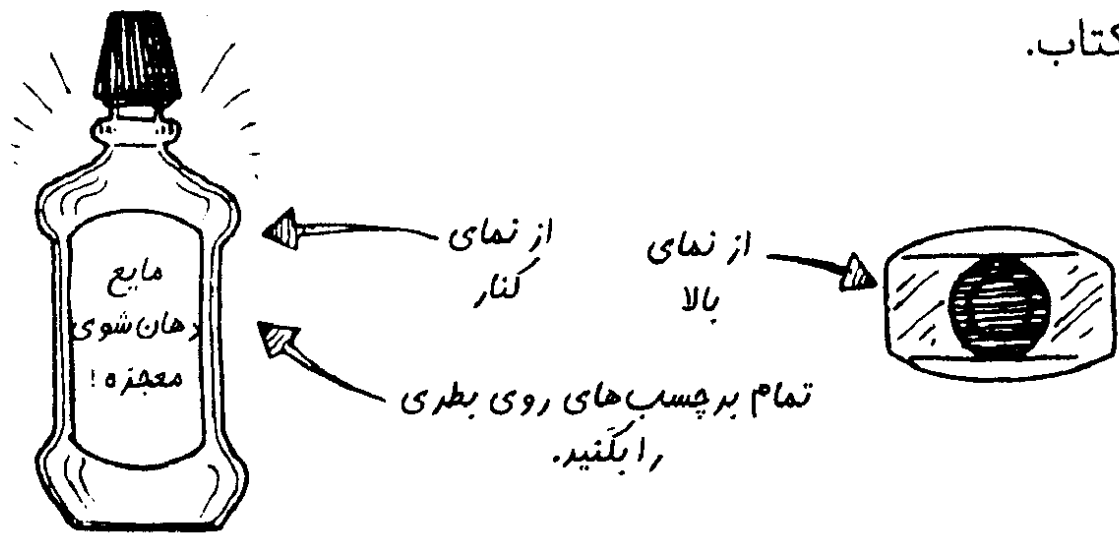 کتاب.
مایع
دهان‌شوی
معجزه!
از نمای
کنار
از نمای
بالا
تمام برچسب‌های روی بطری
را بکَنید.